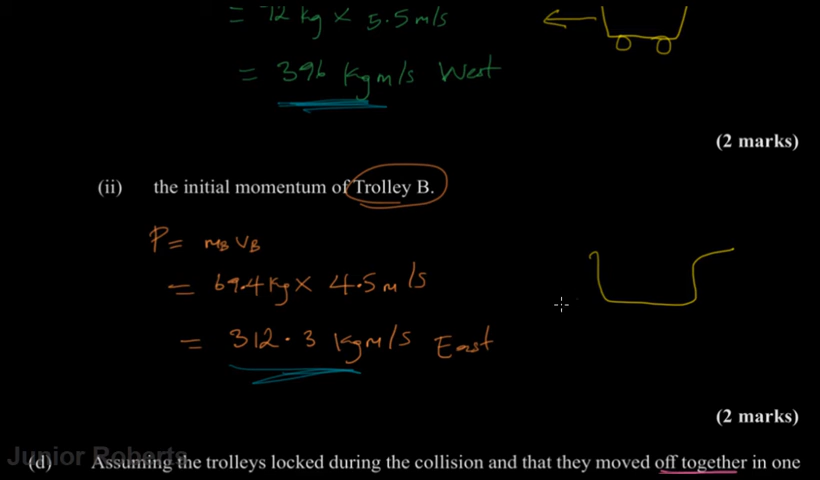 = 72 kg × 5.5 m/s
= 396 kgm/s West
(2 marks)
(ii) the initial momentum of Trolley B.
P = mB VB
= 69.4 kg × 4.5 m/s
= 312.3 kgm/s East
(2 marks)
Junior Roberts
(d) Assuming the trolleys locked during the collision and that they moved off together in one